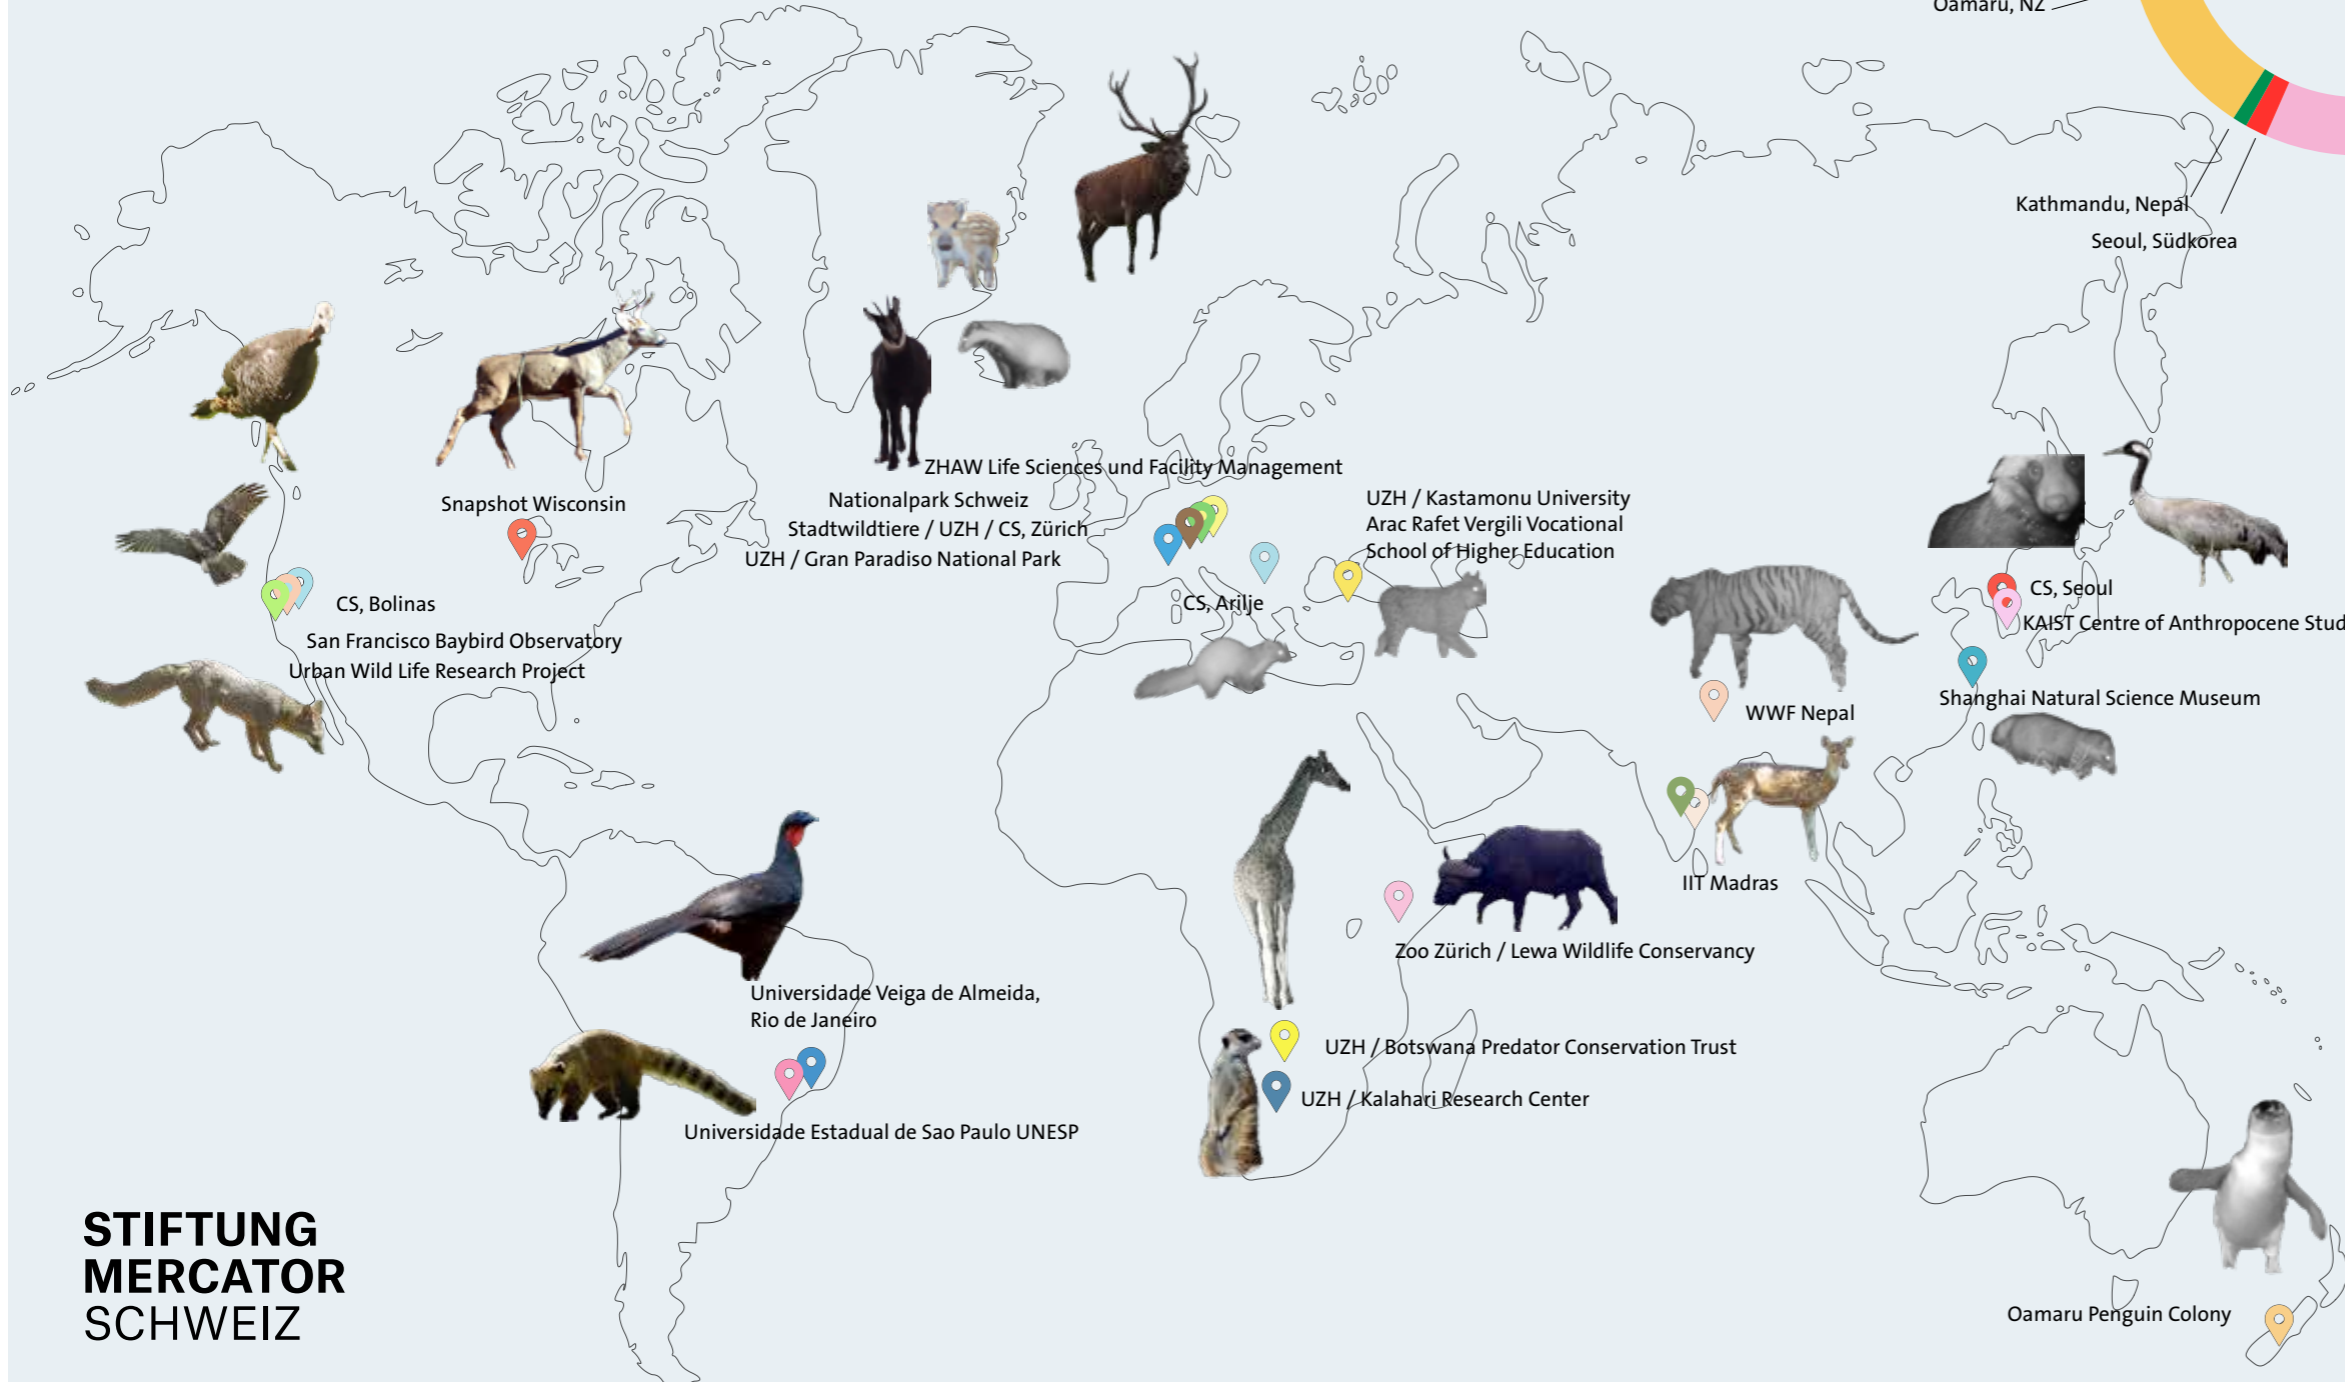 Oamaru, NZ
Kathmandu, Nepal
Seoul, Südkorea
ZHAW Life Sciences und Facility Management
Nationalpark Schweiz
Stadtwildtiere / UZH / CS, Zürich
UZH / Gran Paradiso National Park
Snapshot Wisconsin
UZH / Kastamonu University
Arac Rafet Vergili Vocational
School of Higher Education
CS, Bolinas
San Francisco Baybird Observatory
Urban Wild Life Research Project
CS, Arilje
CS, Seoul
KAIST Centre of Anthropocene Stud
Shanghai Natural Science Museum
WWF Nepal
IIT Madras
Zoo Zürich / Lewa Wildlife Conservancy
Universidade Veiga de Almeida,
Rio de Janeiro
UZH / Botswana Predator Conservation Trust
UZH / Kalahari Research Center
Universidade Estadual de Sao Paulo UNESP
Oamaru Penguin Colony
STIFTUNG
MERCATOR
SCHWEIZ